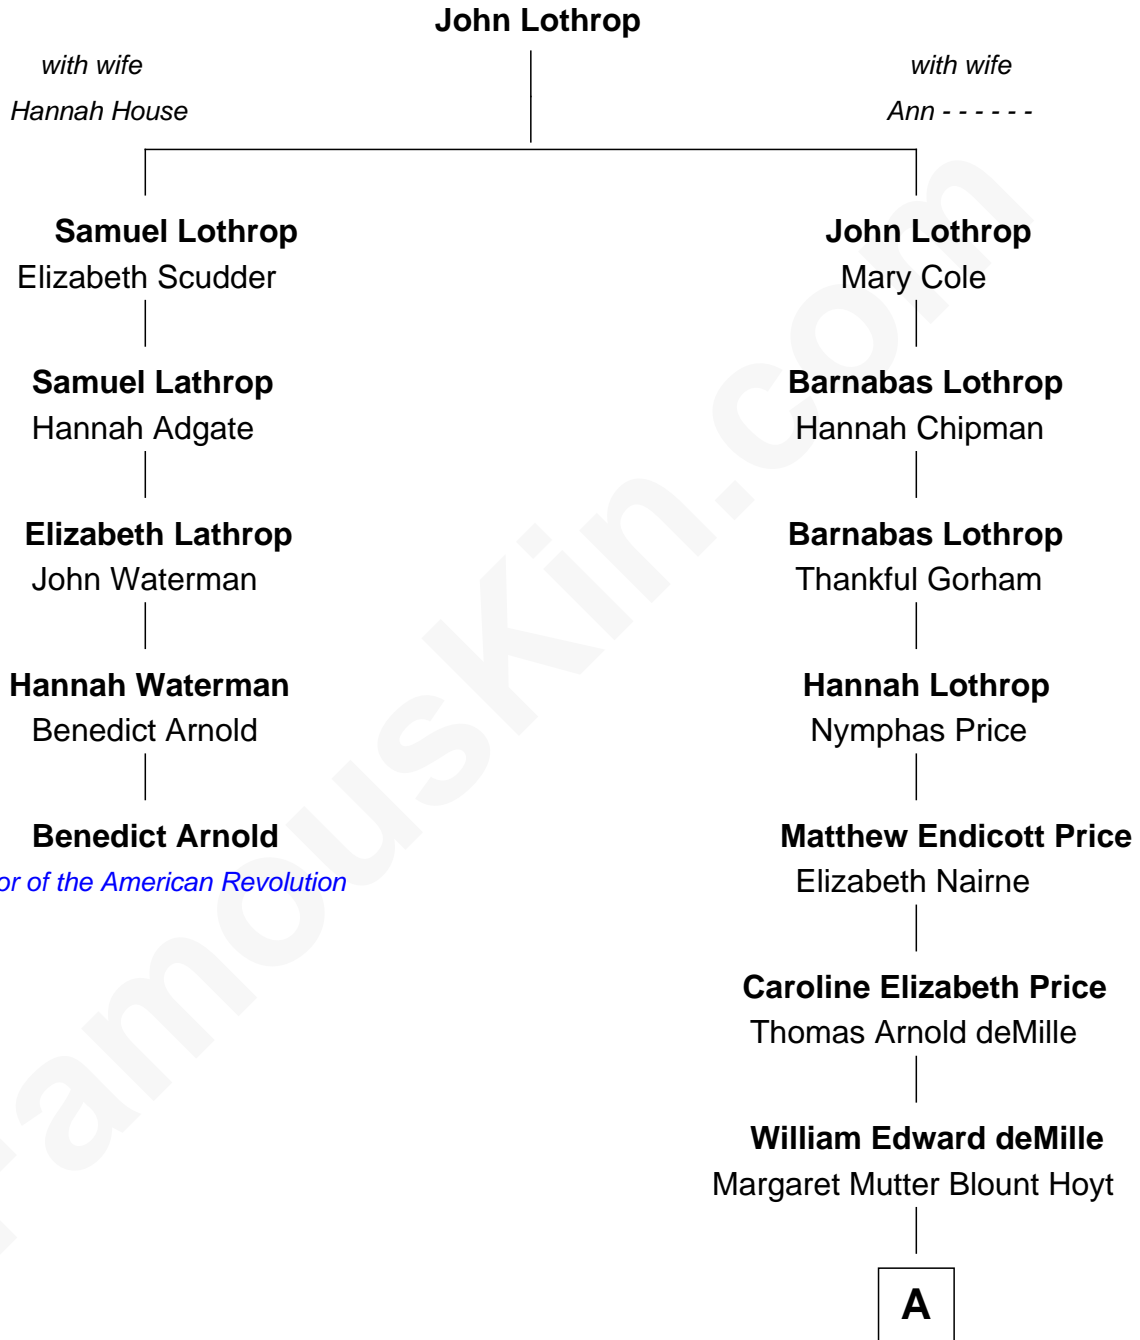 John Lothrop
with wife
Hannah House
with wife
Ann - - - - - -
Samuel Lothrop
Elizabeth Scudder
John Lothrop
Mary Cole
Samuel Lathrop
Hannah Adgate
Barnabas Lothrop
Hannah Chipman
Elizabeth Lathrop
John Waterman
Barnabas Lothrop
Thankful Gorham
Hannah Waterman
Benedict Arnold
Hannah Lothrop
Nymphas Price
Benedict Arnold
or of the American Revolution
Matthew Endicott Price
Elizabeth Nairne
Caroline Elizabeth Price
Thomas Arnold deMille
William Edward deMille
Margaret Mutter Blount Hoyt
A
FamousKin.com